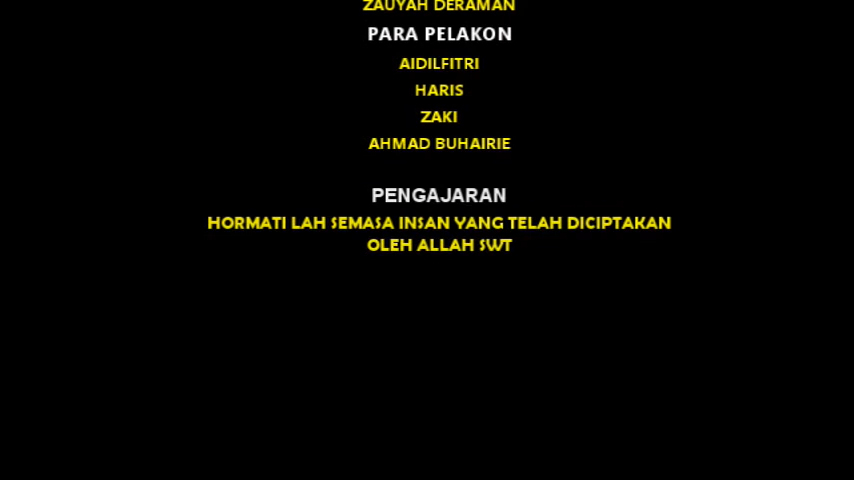 ZAUYAH DERAMAN
PARA PELAKON
AIDILFITRI
HARIS
ZAKI
AHMAD BUHAIRIE
PENGAJARAN
HORMATI LAH SEMASA INSAN YANG TELAH DICIPTAKAN
OLEH ALLAH SWT